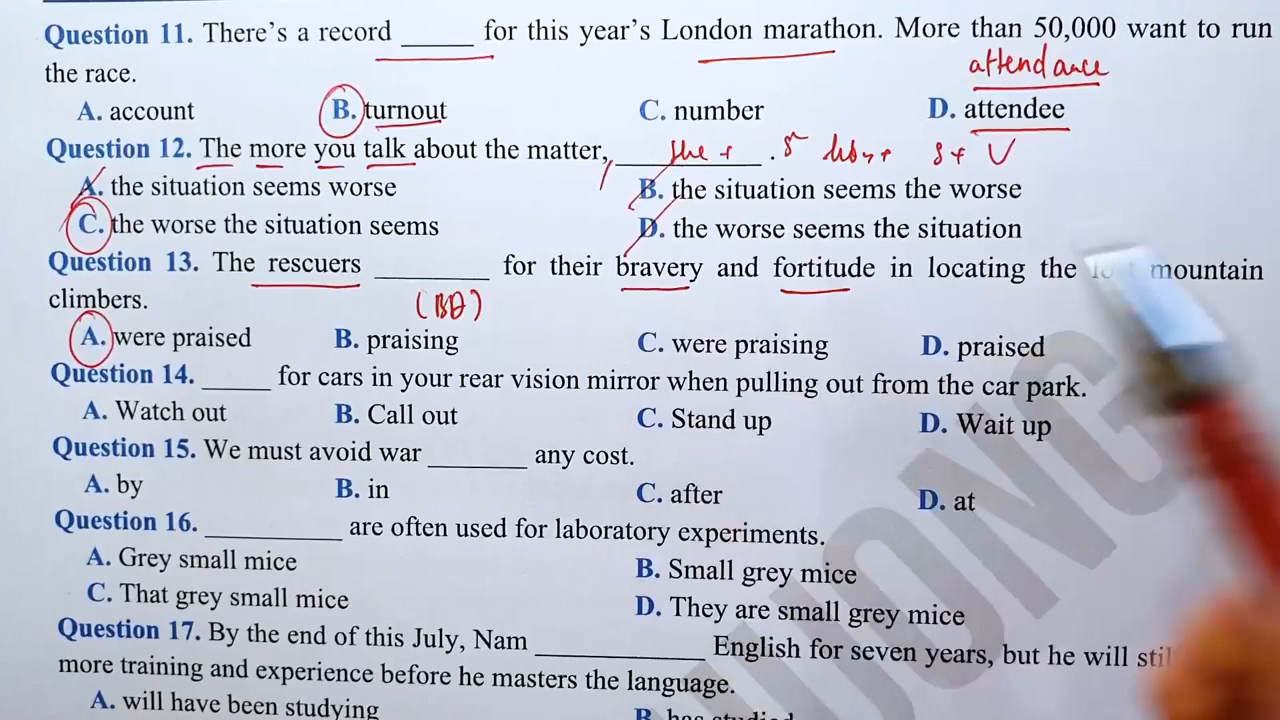 Question 11. There's a record _____ for this year's London marathon. More than 50,000 want to run
the race.
attendance
A. account B. turnout C. number D. attendee
Question 12. The more you talk about the matter, __________.
A. the situation seems worse B. the situation seems the worse
C. the worse the situation seems D. the worse seems the situation
Question 13. The rescuers ________ for their bravery and fortitude in locating the mountain
climbers.
(BĐ)
A. were praised B. praising C. were praising D. praised
Question 14. _____ for cars in your rear vision mirror when pulling out from the car park.
A. Watch out B. Call out C. Stand up D. Wait up
Question 15. We must avoid war _______ any cost.
A. by B. in C. after D. at
Question 16. __________ are often used for laboratory experiments.
A. Grey small mice B. Small grey mice
C. That grey small mice D. They are small grey mice
Question 17. By the end of this July, Nam ____________ English for seven years, but he will
more training and experience before he masters the language.
A. will have been studying B. has studied